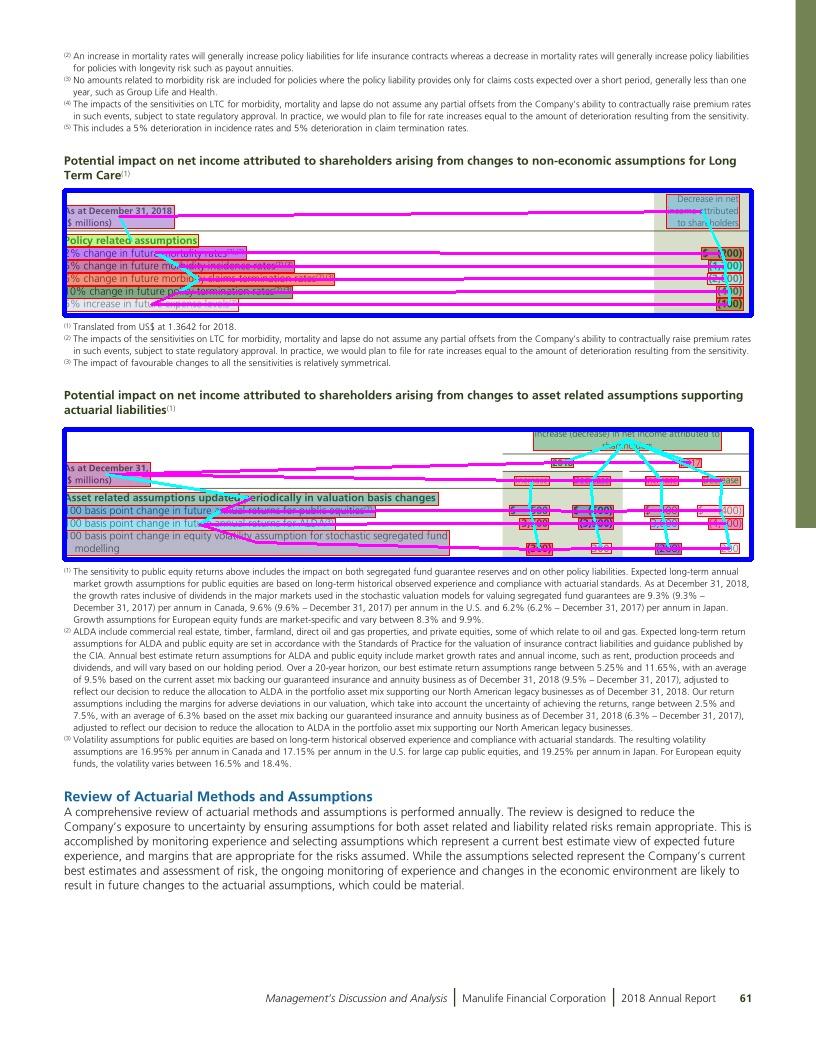 (2) An increase in mortality rates will generally increase policy liabilities for life insurance contracts whereas a decrease in mortality rates will generally increase policy liabilities
for policies with longevity risk such as payout annuities.
(3) No amounts related to morbidity risk are included for policies where the policy liability provides only for claims costs expected over a short period, generally less than one
year, such as Group Life and Health.
(4) The impacts of the sensitivities on LTC for morbidity, mortality and lapse do not assume any partial offsets from the Company's ability to contractually raise premium rates
in such events, subject to state regulatory approval. In practice, we would plan to file for rate increases equal to the amount of deterioration resulting from the sensitivity.
(5) This includes a 5% deterioration in incidence rates and 5% deterioration in claim termination rates.
Potential impact on net income attributed to shareholders arising from changes to non-economic assumptions for Long
Term Care(1)
Decrease in net
As at December 31, 2018 income attributed
$ millions) to shareholders
Policy related assumptions
2% change in future mortality rates
5% change in future morbidity incidence rates
5% change in future morbidity claims termination rates
10% change in future policy termination rates
5% increase in future expense levels (100)
(1) Translated from US$ at 1.3642 for 2018.
(2) The impacts of the sensitivities on LTC for morbidity, mortality and lapse do not assume any partial offsets from the Company's ability to contractually raise premium rates
in such events, subject to state regulatory approval. In practice, we would plan to file for rate increases equal to the amount of deterioration resulting from the sensitivity.
(3) The impact of favourable changes to all the sensitivities is relatively symmetrical.
Potential impact on net income attributed to shareholders arising from changes to asset related assumptions supporting
actuarial liabilities(1)
Increase (decrease) in net income attributed to
shareholders
As at December 31, 2018 2017
$ millions) Increase Decrease Increase Decrease
Asset related assumptions updated periodically in valuation basis changes
100 basis point change in future annual returns for public equities(2)
100 basis point change in future annual returns for ALDA(3)
100 basis point change in equity volatility assumption for stochastic segregated fund
modelling
(1) The sensitivity to public equity returns above includes the impact on both segregated fund guarantee reserves and on other policy liabilities. Expected long-term annual
market growth assumptions for public equities are based on long-term historical observed experience and compliance with actuarial standards. As at December 31, 2018,
the growth rates inclusive of dividends in the major markets used in the stochastic valuation models for valuing segregated fund guarantees are 9.3% (9.3% –
December 31, 2017) per annum in Canada, 9.6% (9.6% – December 31, 2017) per annum in the U.S. and 6.2% (6.2% – December 31, 2017) per annum in Japan.
Growth assumptions for European equity funds are market-specific and vary between 8.3% and 9.9%.
(2) ALDA include commercial real estate, timber, farmland, direct oil and gas properties, and private equities, some of which relate to oil and gas. Expected long-term return
assumptions for ALDA and public equity are set in accordance with the Standards of Practice for the valuation of insurance contract liabilities and guidance published by
the CIA. Annual best estimate return assumptions for ALDA and public equity include market growth rates and annual income, such as rent, production proceeds and
dividends, and will vary based on our holding period. Over a 20-year horizon, our best estimate return assumptions range between 5.25% and 11.65%, with an average
of 9.5% based on the current asset mix backing our guaranteed insurance and annuity business as of December 31, 2018 (9.5% – December 31, 2017), adjusted to
reflect our decision to reduce the allocation to ALDA in the portfolio asset mix supporting our North American legacy businesses as of December 31, 2018. Our return
assumptions including the margins for adverse deviations in our valuation, which take into account the uncertainty of achieving the returns, range between 2.5% and
7.5%, with an average of 6.3% based on the asset mix backing our guaranteed insurance and annuity business as of December 31, 2018 (6.3% – December 31, 2017),
adjusted to reflect our decision to reduce the allocation to ALDA in the portfolio asset mix supporting our North American legacy businesses.
(3) Volatility assumptions for public equities are based on long-term historical observed experience and compliance with actuarial standards. The resulting volatility
assumptions are 16.95% per annum in Canada and 17.15% per annum in the U.S. for large cap public equities, and 19.25% per annum in Japan. For European equity
funds, the volatility varies between 16.5% and 18.4%.
Review of Actuarial Methods and Assumptions
A comprehensive review of actuarial methods and assumptions is performed annually. The review is designed to reduce the
Company's exposure to uncertainty by ensuring assumptions for both asset related and liability related risks remain appropriate. This is
accomplished by monitoring experience and selecting assumptions which represent a current best estimate view of expected future
experience, and margins that are appropriate for the risks assumed. While the assumptions selected represent the Company's current
best estimates and assessment of risk, the ongoing monitoring of experience and changes in the economic environment are likely to
result in future changes to the actuarial assumptions, which could be material.
Management's Discussion and Analysis | Manulife Financial Corporation | 2018 Annual Report 61